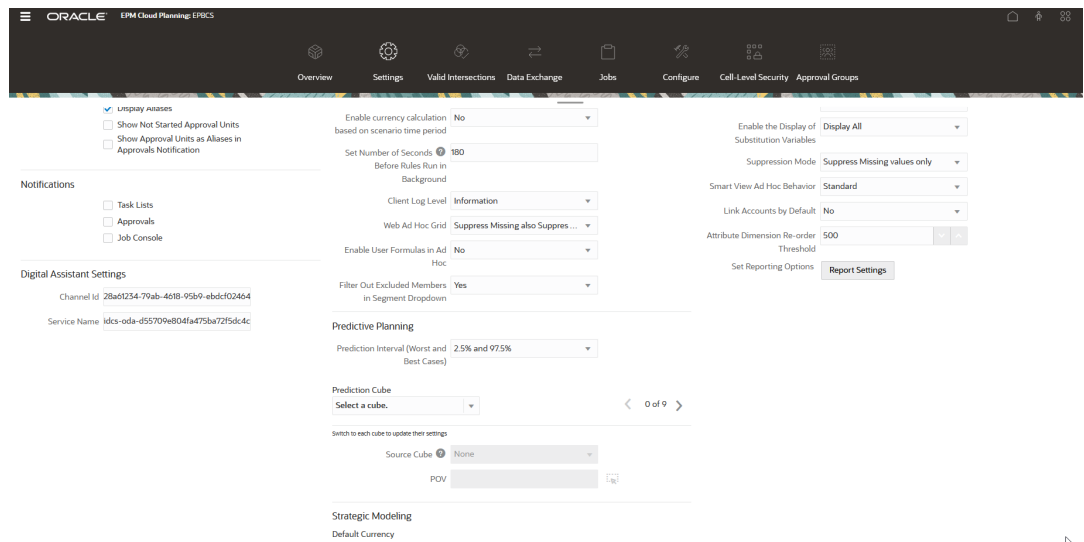 ORACLE® EPM Cloud Planning: EPBCS
Overview Settings Valid Intersections Data Exchange Jobs Configure Cell-Level Security Approval Groups
Display Aliases
Show Not Started Approval Units
Show Approval Units as Aliases in
Approvals Notification
Notifications
Task Lists
Approvals
Job Console
Digital Assistant Settings
Channel Id 28a61234-79ab-4618-95b9-ebdcf02464
Service Name idcs-oda-d55709e804fa475ba72f5dc4c
Enable currency calculation
based on scenario time period
No
Set Number of Seconds
Before Rules Run in
Background
180
Client Log Level Information
Web Ad Hoc Grid Suppress Missing also Suppres ...
Enable User Formulas in Ad
Hoc
No
Filter Out Excluded Members
in Segment Dropdown
Yes
Predictive Planning
Prediction Interval (Worst and
Best Cases)
2.5% and 97.5%
Prediction Cube
Select a cube.
0 of 9
Switch to each cube to update their settings
Source Cube None
POV
Strategic Modeling
Default Currency
Enable the Display of
Substitution Variables
Display All
Suppression Mode Suppress Missing values only
Smart View Ad Hoc Behavior Standard
Link Accounts by Default No
Attribute Dimension Re-order
Threshold
500
Set Reporting Options Report Settings